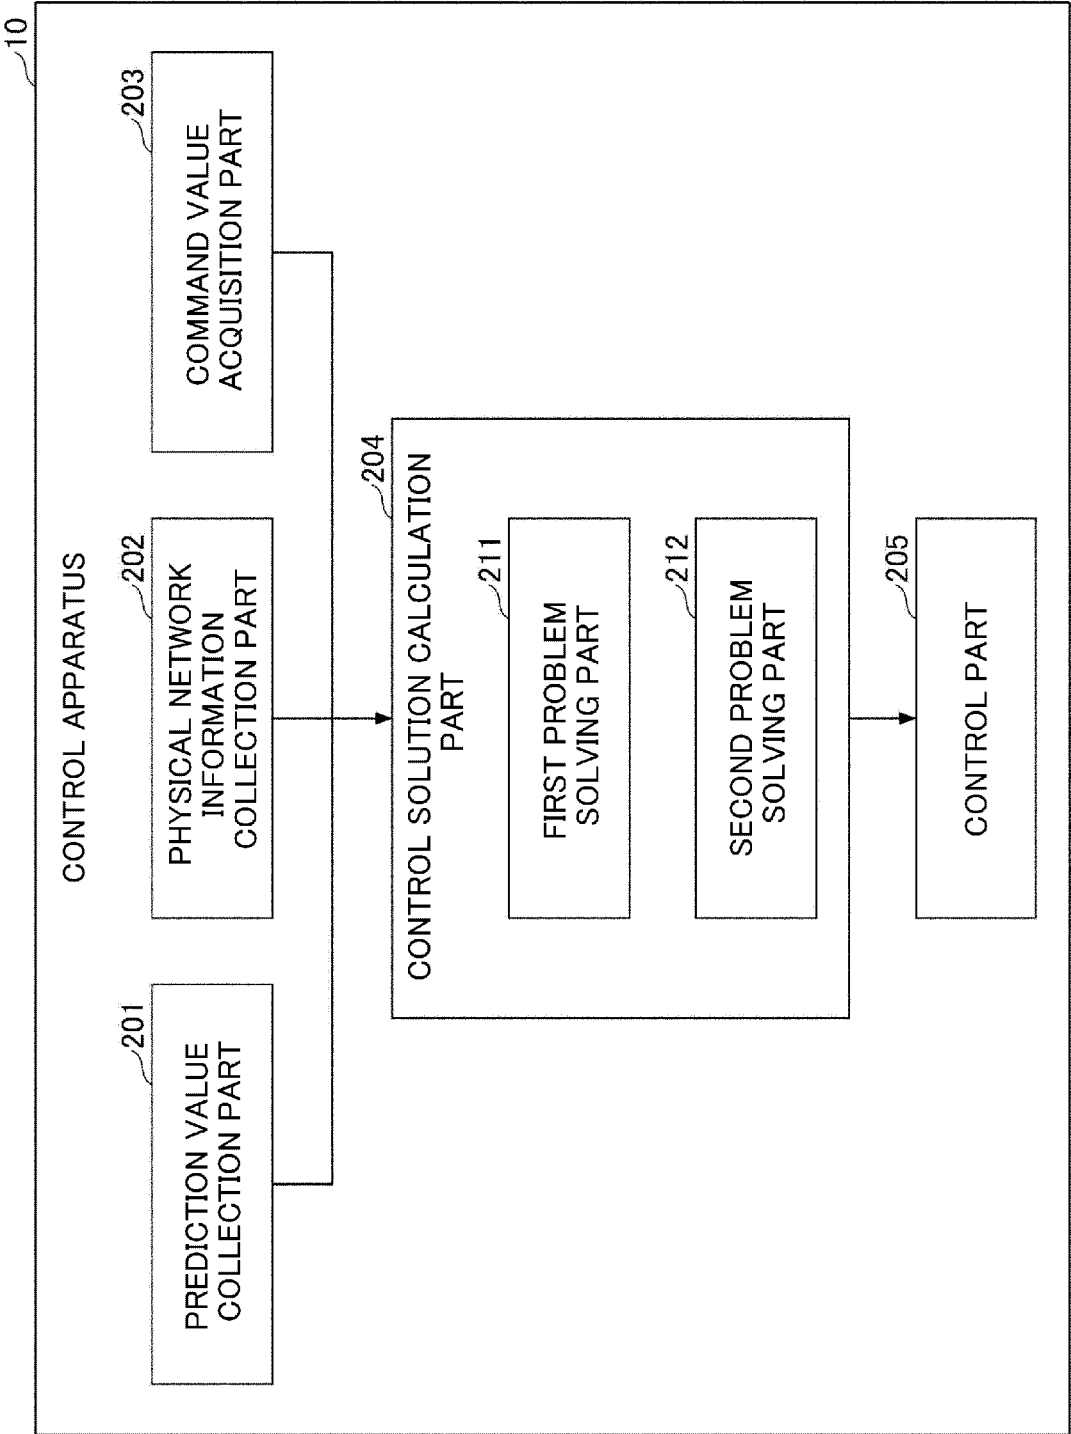 10
CONTROL APPARATUS
201
PREDICTION VALUE
COLLECTION PART
202
PHYSICAL NETWORK
INFORMATION
COLLECTION PART
203
COMMAND VALUE
ACQUISITION PART
204
CONTROL SOLUTION CALCULATION
PART
211
FIRST PROBLEM
SOLVING PART
212
SECOND PROBLEM
SOLVING PART
205
CONTROL PART